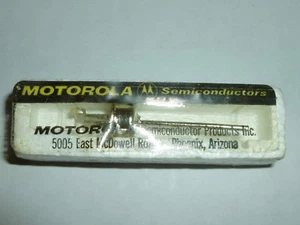 MOTOROLA Semiconductors
MOTOROLA Semiconductor Products Inc.
5005 East McDowell Road, Phoenix, Arizona